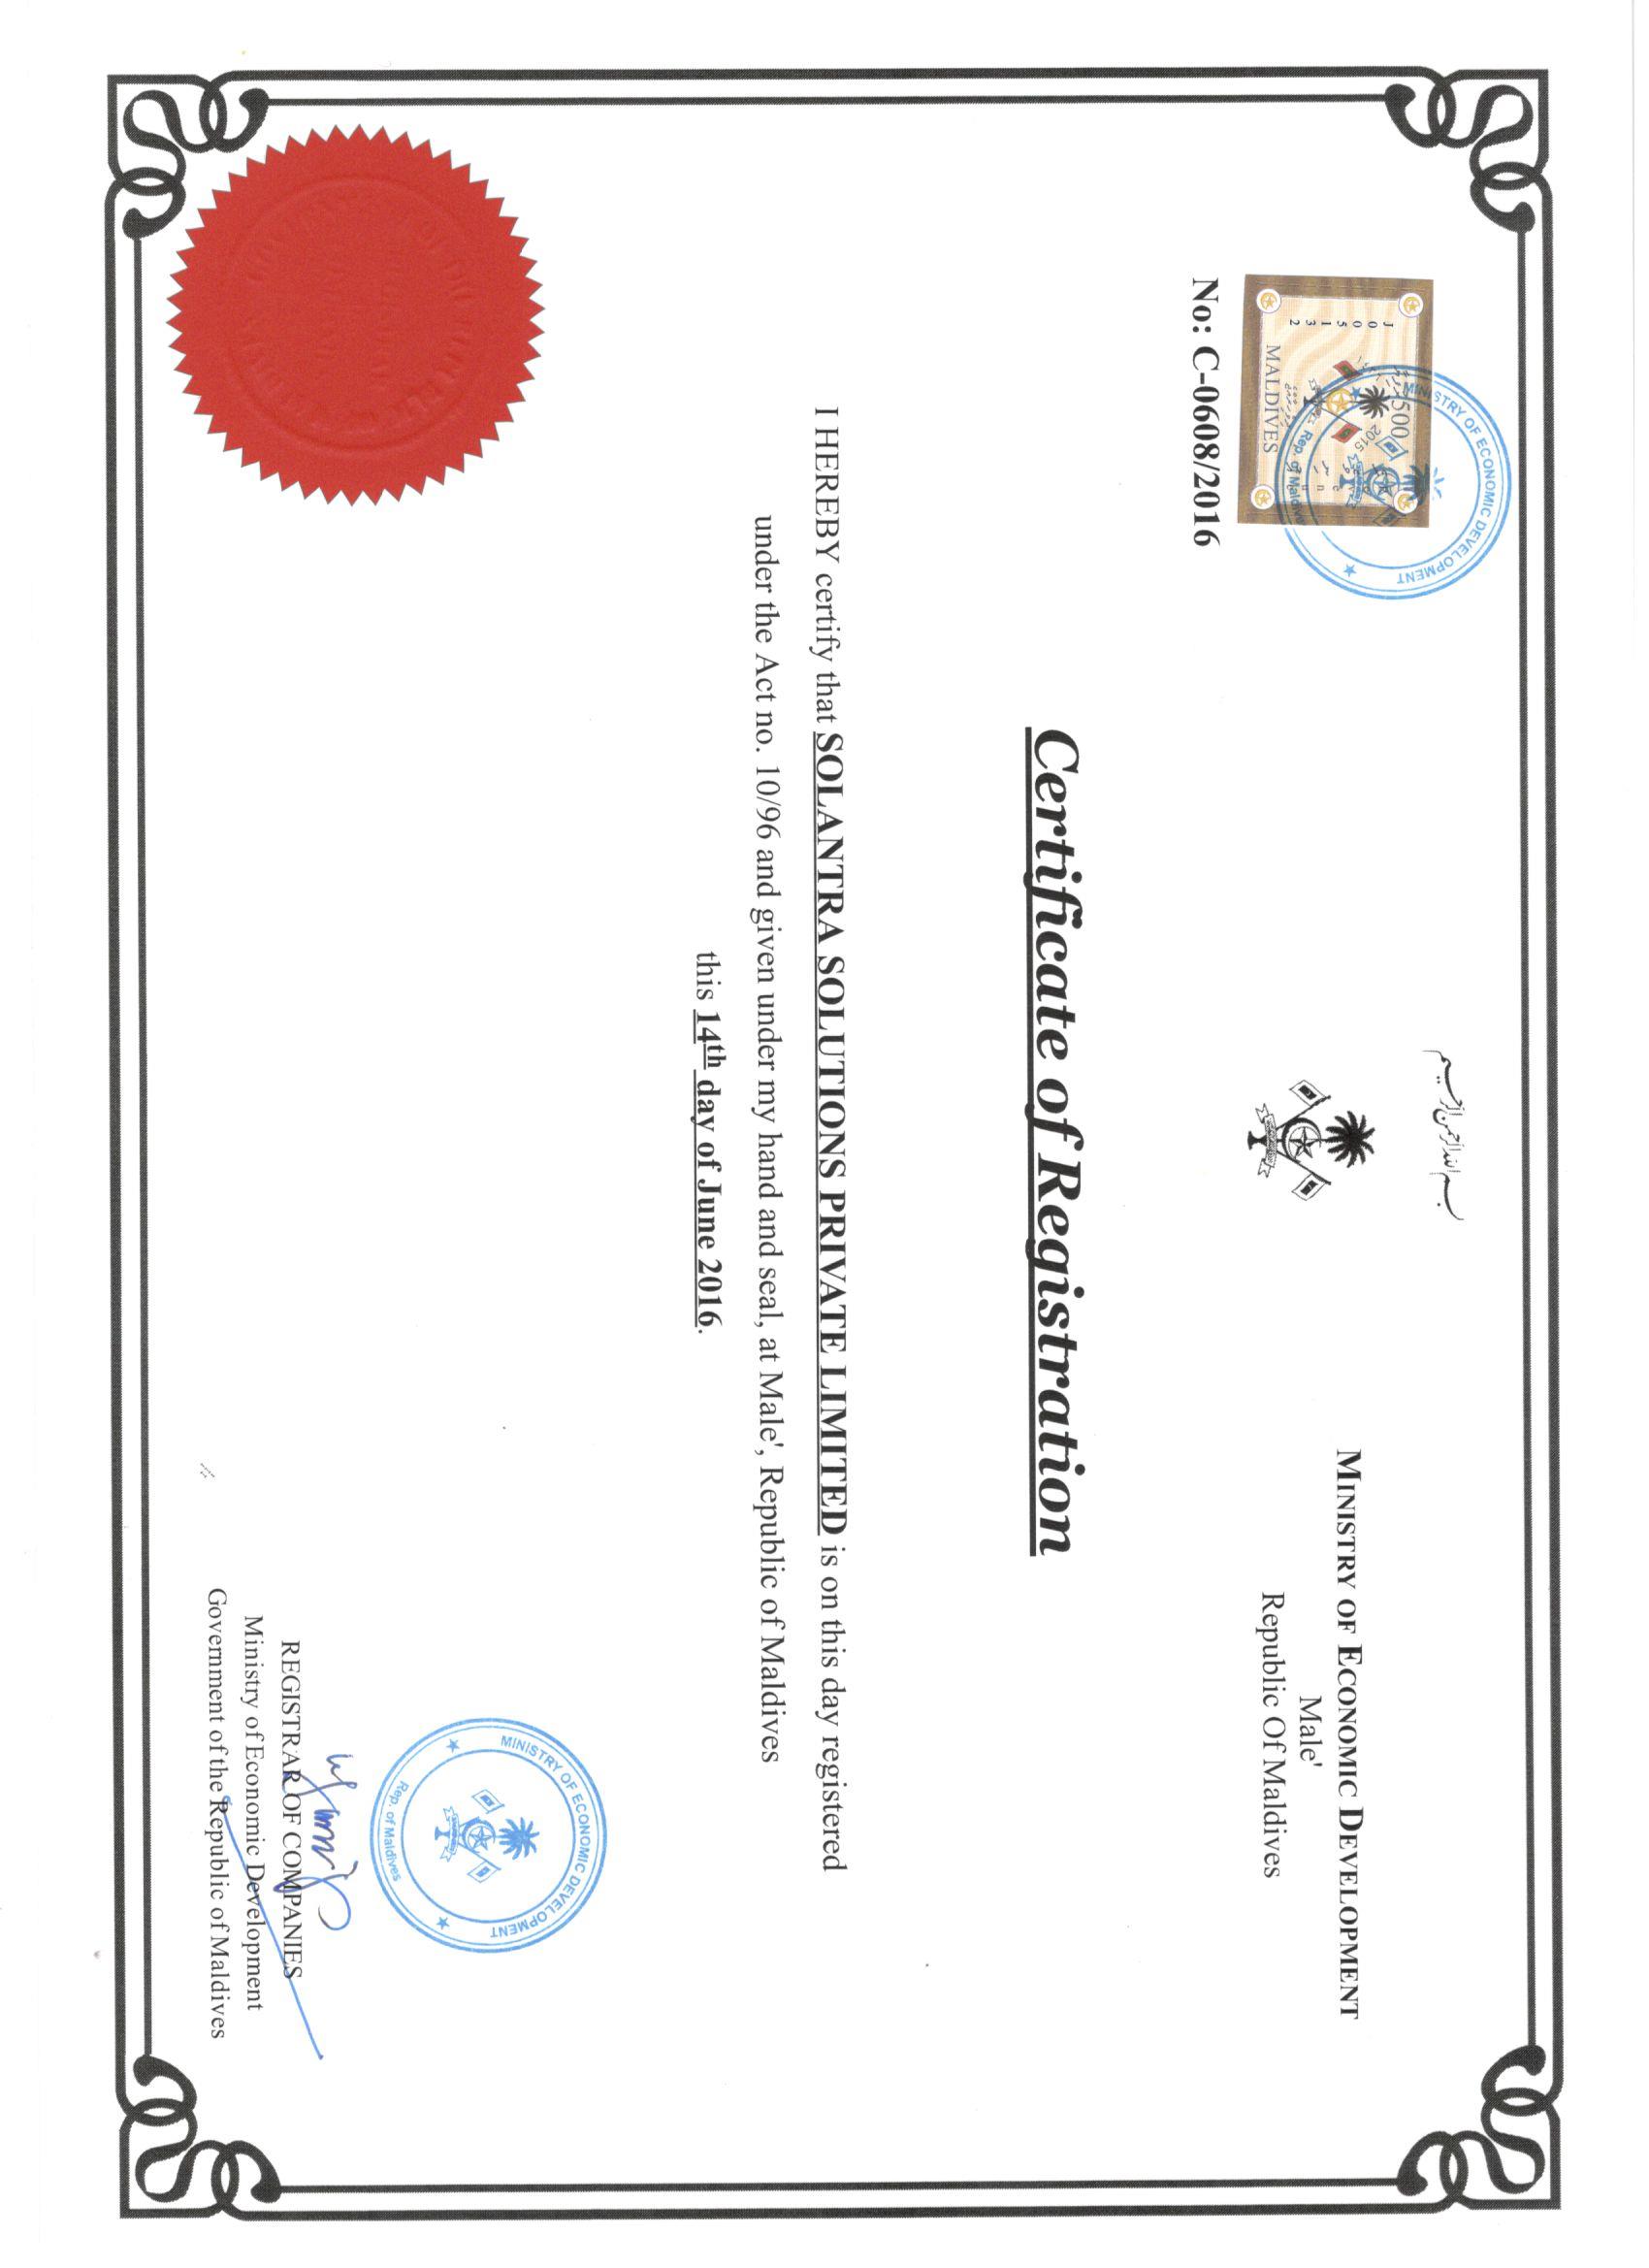 بسم الله الرحمن الرحيم
MINISTRY OF ECONOMIC DEVELOPMENT
Male'
Republic Of Maldives
500
2015
J
0
0
0
5
1
3
2
MALDIVES
MINISTRY OF ECONOMIC DEVELOPMENT
Rep. of Maldives
No: C-0608/2016
Certificate of Registration
I HEREBY certify that SOLANTRA SOLUTIONS PRIVATE LIMITED is on this day registered
under the Act no. 10/96 and given under my hand and seal, at Male', Republic of Maldives
this 14th day of June 2016.
MINISTRY OF ECONOMIC DEVELOPMENT
Rep. of Maldives
REGISTRAR OF COMPANIES
Ministry of Economic Development
Government of the Republic of Maldives